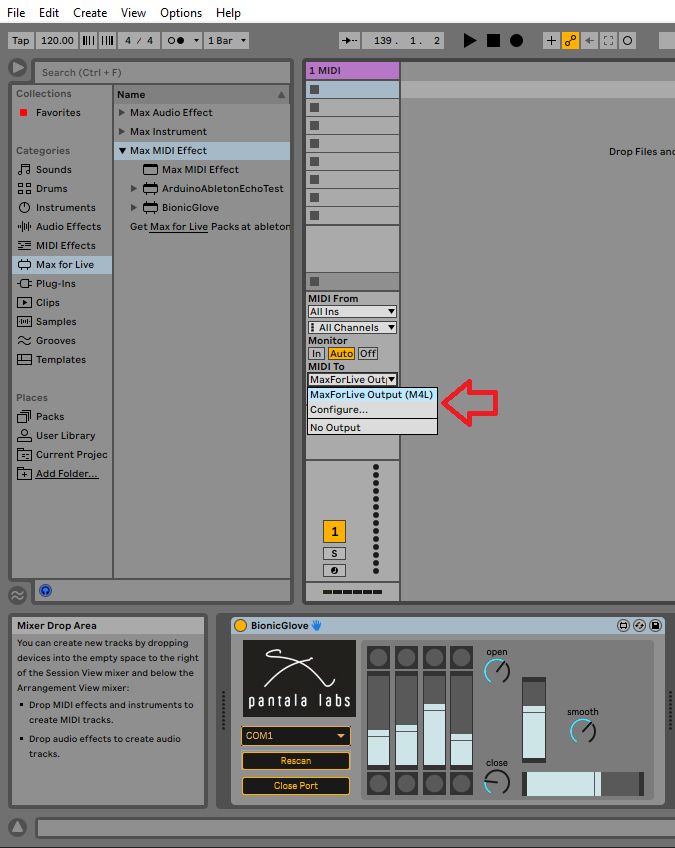 File Edit Create View Options Help
Tap 120.00 4 / 4 1 Bar 139. 1. 2
Search (Ctrl + F)
Collections
Favorites
Categories
Sounds
Drums
Instruments
Audio Effects
MIDI Effects
Max for Live
Plug-Ins
Clips
Samples
Grooves
Templates
Places
Packs
User Library
Current Projec
Add Folder...
Name
Max Audio Effect
Max Instrument
Max MIDI Effect
Max MIDI Effect
ArduinoAbletonEchoTest
BionicGlove
Get Max for Live Packs at ableton
1 MIDI
Drop Files and
MIDI From
All Ins
All Channels
Monitor
In Auto Off
MIDI To
MaxForLive Outp
MaxForLive Output (M4L)
Configure...
No Output
1
S
Mixer Drop Area
You can create new tracks by dropping
devices into the empty space to the right
of the Session View mixer and below the
Arrangement View mixer:
• Drop MIDI effects and instruments to
create MIDI tracks.
• Drop audio effects to create audio
tracks.
BionicGlove
pantala labs
COM1
Rescan
Close Port
open
close
smooth